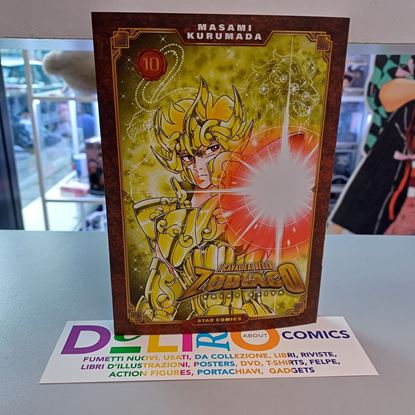 MASAMI
KURUMADA
10
I CAVALIERI DELLO
ZODIACO
STAR COMICS
DeLIRIO ABOUT COMICS
FUMETTI NUOVI, USATI, DA COLLEZIONE, LIBRI, RIVISTE,
LIBRI D'ILLUSTRAZIONI, POSTERS, DVD, T-SHIRTS, FELPE,
ACTION FIGURES, PORTACHIAVI, GADGETS